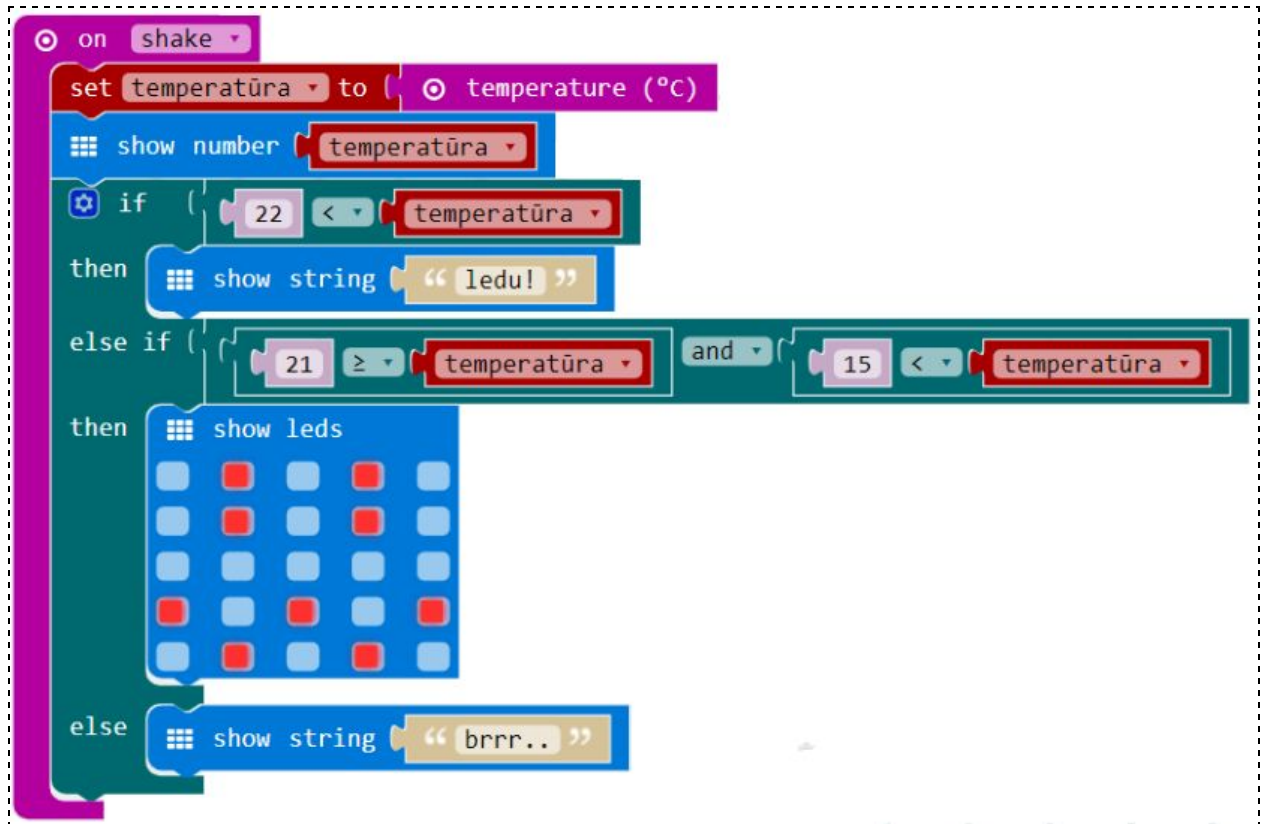 on shake
set temperatūra to temperature (°C)
show number temperatūra
if 22 < temperatūra
then show string “ ledu! ”
else if 21 ≥ temperatūra and 15 < temperatūra
then show leds
else show string “ brrr.. ”